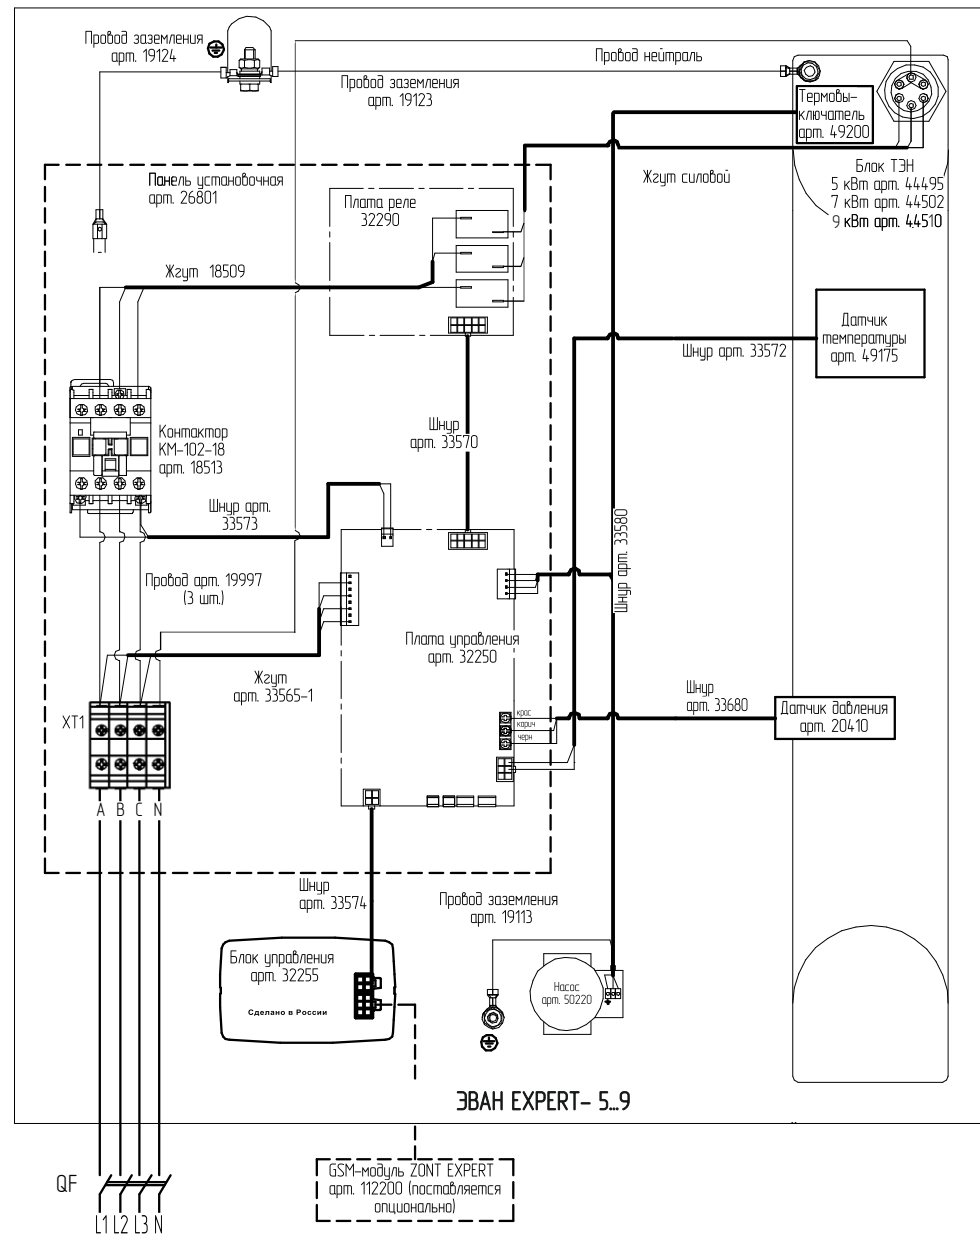 Провод заземления
арт. 19124
Провод заземления
арт. 19123
Провод нейтраль
Термовы-
ключатель
арт. 49200
Жгут силовой
Блок ТЭН
5 кВт арт. 44495
7 кВт арт. 44502
9 кВт арт. 44510
Панель установочная
арт. 26801
Плата реле
32290
Жгут 18509
Датчик
температуры
арт. 49175
Шнур арт. 33572
Шнур
арт. 33570
Контактор
КМ-102-18
арт. 18513
Шнур арт.
33573
Шнур арт. 33580
Провод арт. 19997
(3 шт.)
Плата управления
арт. 32250
Жгут
арт. 33565-1
Шнур
арт. 33680
Датчик давления
арт. 20410
XT1
крас
корич
черн
A B C N
Шнур
арт. 33574
Провод заземления
арт. 19113
Блок управления
арт. 32255
Сделано в России
Насос
арт. 50220
ЭВАН EXPERT- 5...9
GSM-модуль ZONT EXPERT
арт. 112200 (поставляется
опционально)
QF
L1 L2 L3 N